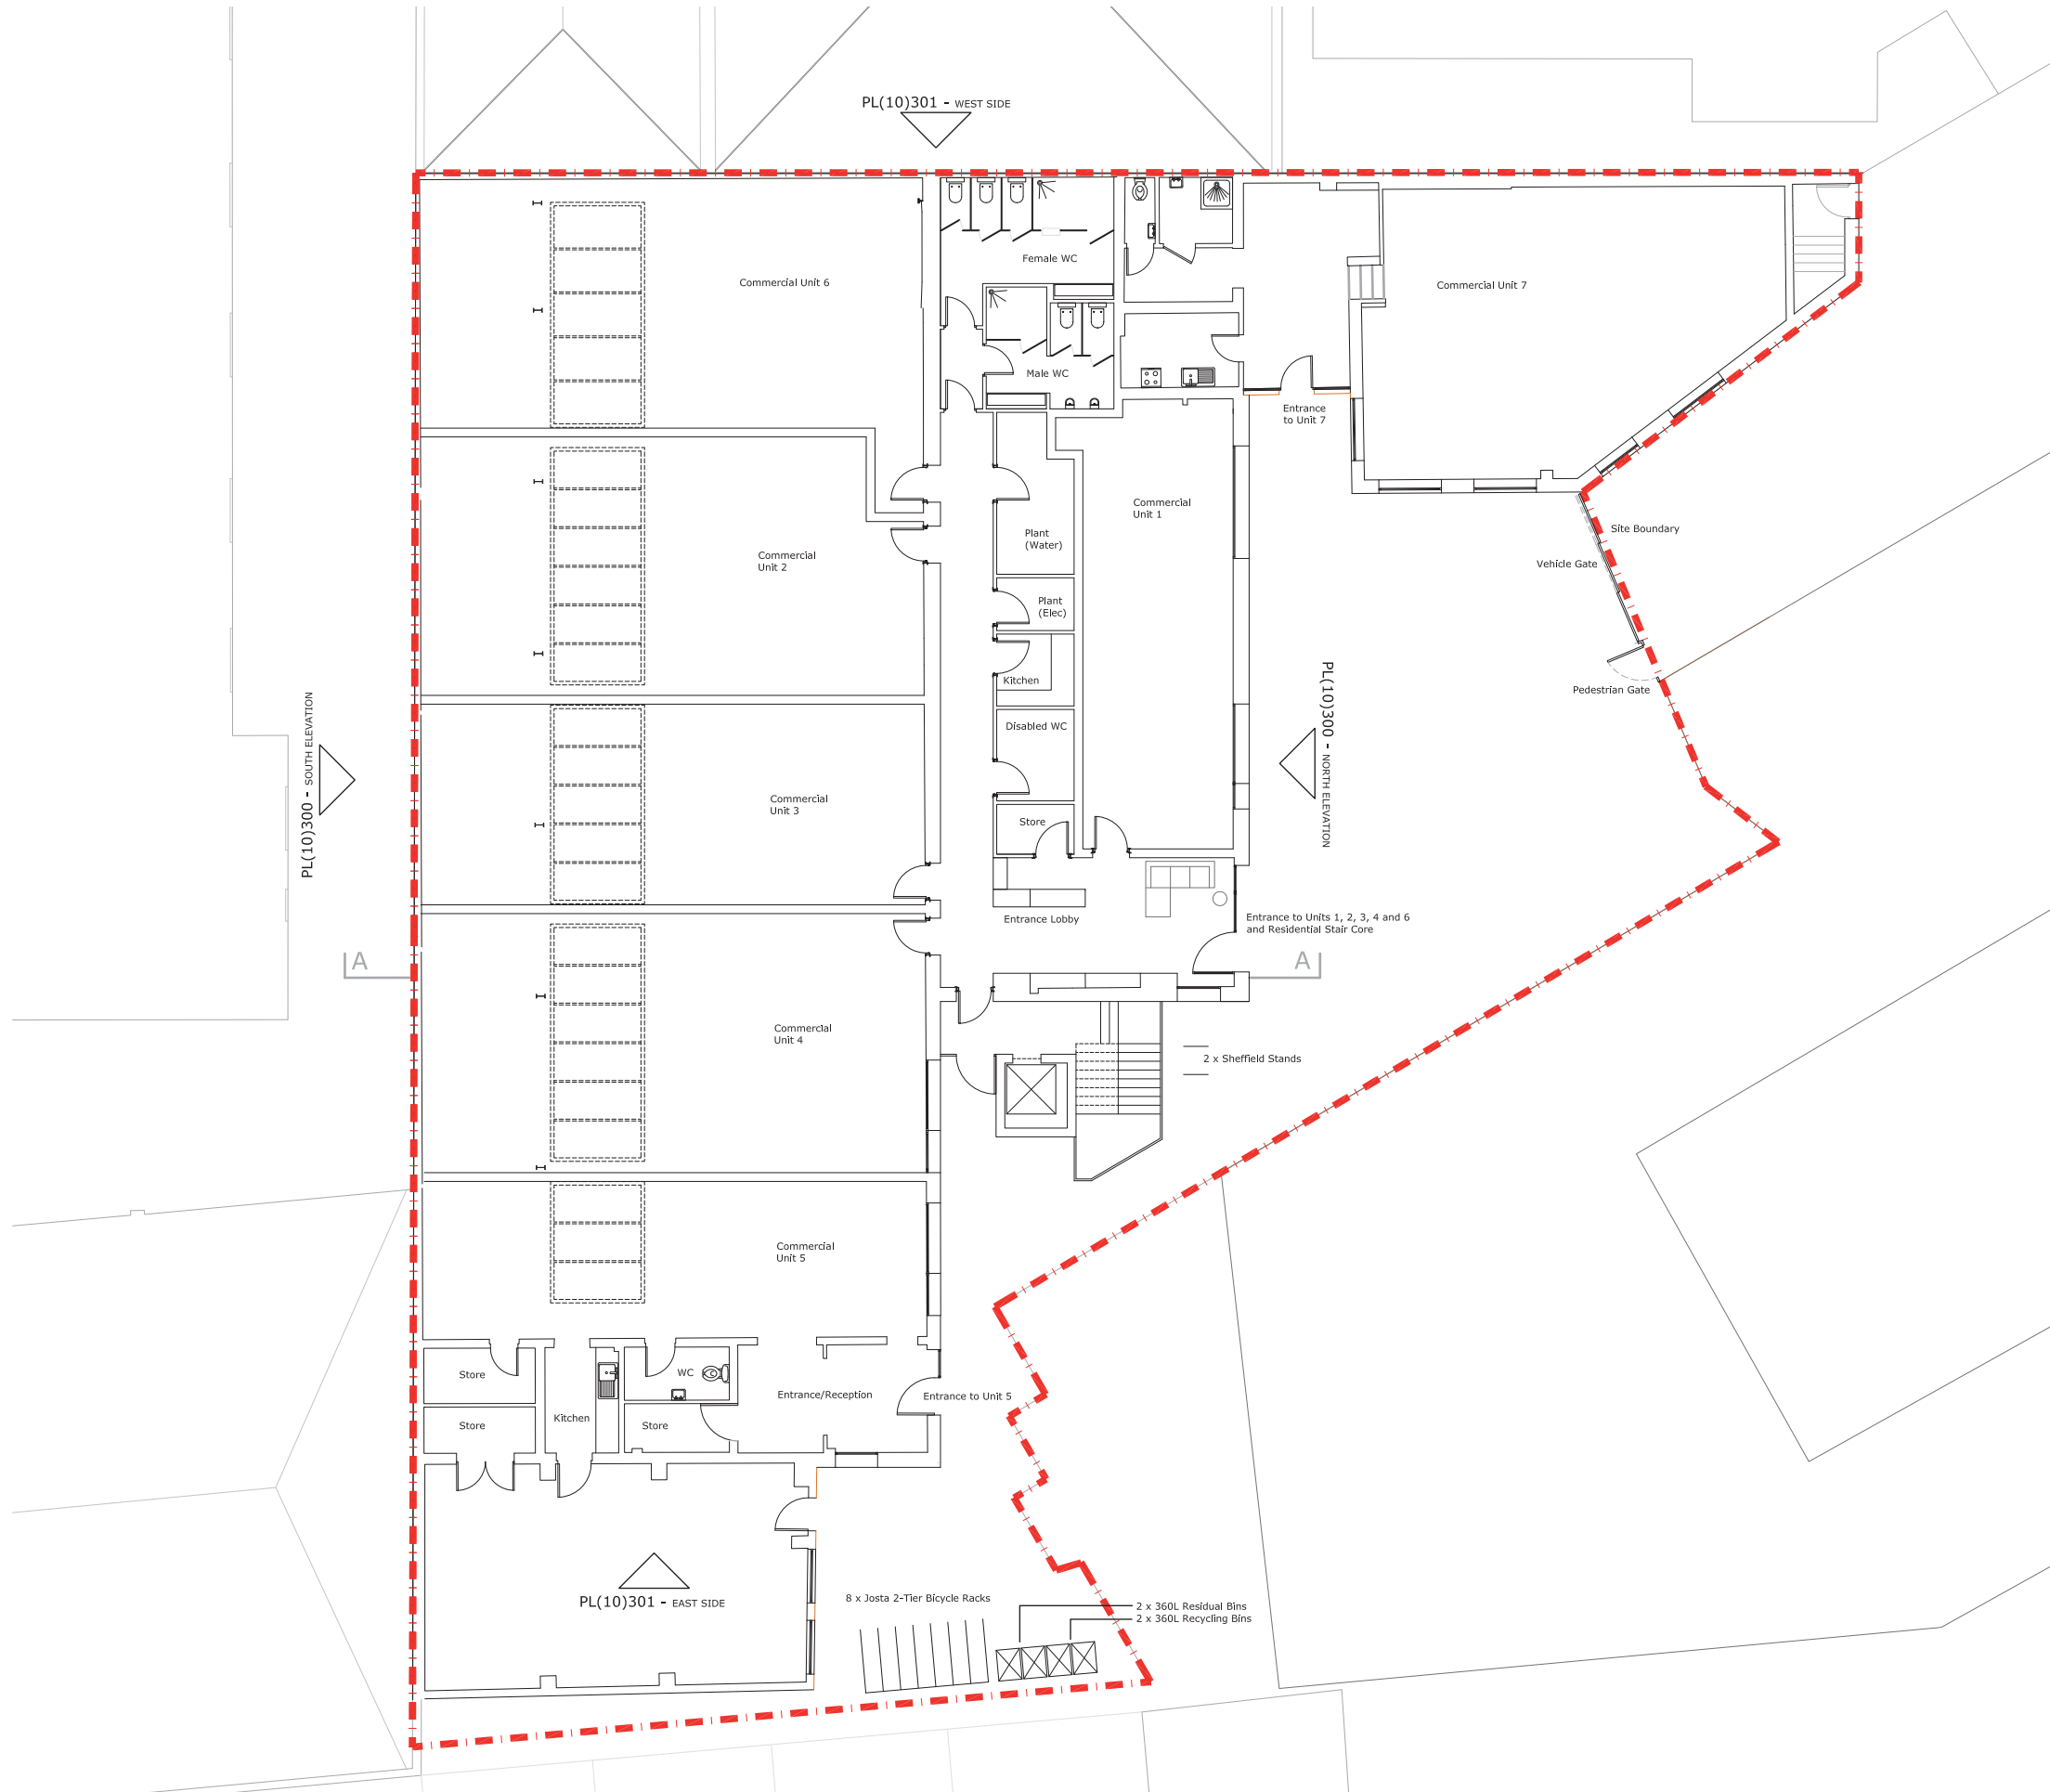 PL(10)301 - WEST SIDE
Female WC
Commercial Unit 6
Commercial Unit 7
Male WC
Entrance
to Unit 7
Commercial
Unit 1
Site Boundary
Plant
(Water)
Commercial
Unit 2
Vehicle Gate
Plant
(Elec)
Kitchen
Pedestrian Gate
Disabled WC
PL(10)300 - SOUTH ELEVATION
PL(10)300 - NORTH ELEVATION
Commercial
Unit 3
Store
Entrance Lobby
Entrance to Units 1, 2, 3, 4 and 6
and Residential Stair Core
A
A
Commercial
Unit 4
2 x Sheffield Stands
Commercial
Unit 5
Store
WC
Entrance/Reception
Entrance to Unit 5
Store
Kitchen
Store
PL(10)301 - EAST SIDE
8 x Josta 2-Tier Bicycle Racks
2 x 360L Residual Bins
2 x 360L Recycling Bins